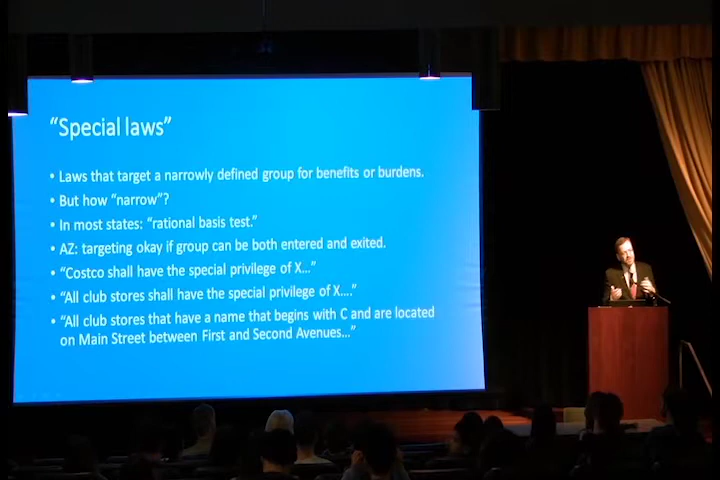 “Special laws”
• Laws that target a narrowly defined group for benefits or burdens.
• But how “narrow”?
• In most states: “rational basis test.”
• AZ: targeting okay if group can be both entered and exited.
• “Costco shall have the special privilege of X…”
• “All club stores shall have the special privilege of X….”
• “All club stores that have a name that begins with C and are located
on Main Street between First and Second Avenues…”